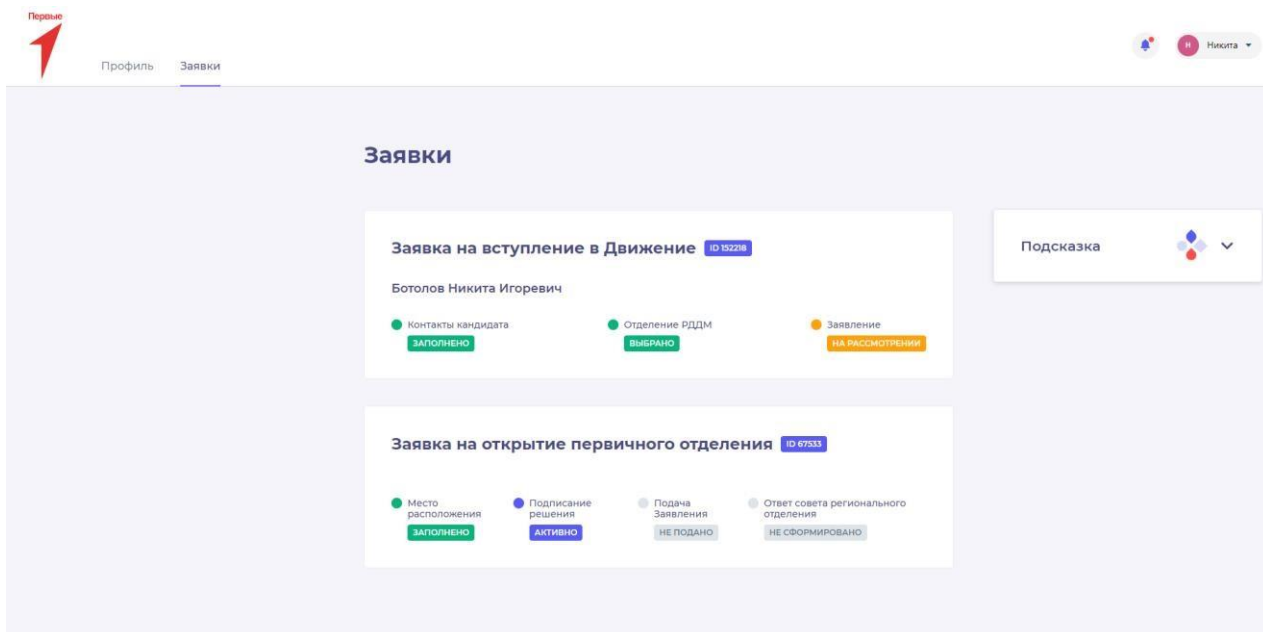 Первые
Профиль Заявки
Н Никита
Заявки
Заявка на вступление в Движение ID 152218
Подсказка
Ботолов Никита Игоревич
Контакты кандидата Отделение РДДМ Заявление
ЗАПОЛНЕНО ВЫБРАНО НА РАССМОТРЕНИИ
Заявка на открытие первичного отделения ID 67533
Место Подписание Подача Ответ совета регионального
расположения решения Заявления отделения
ЗАПОЛНЕНО АКТИВНО НЕ ПОДАНО НЕ СФОРМИРОВАНО